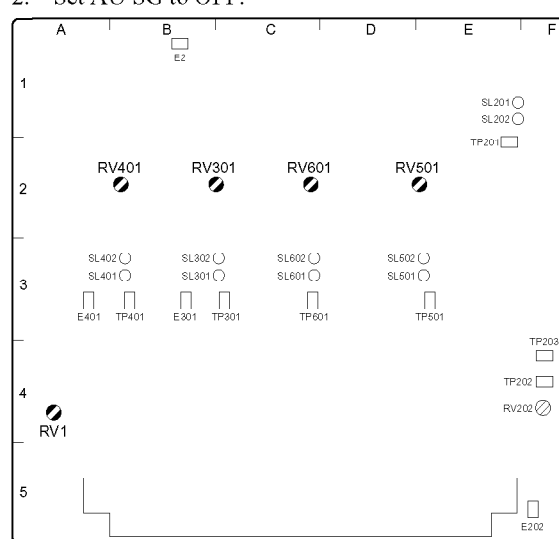 2. Set AU SG to OFF.
A B C D E F
E2
1
SL201
SL202
TP201
RV401 RV301 RV601 RV501
2
SL402 SL302 SL602 SL502
SL401 SL301 SL601 SL501
3
E401 TP401 E301 TP301 TP601 TP501
TP203
TP202
4
RV202
RV1
5
E202